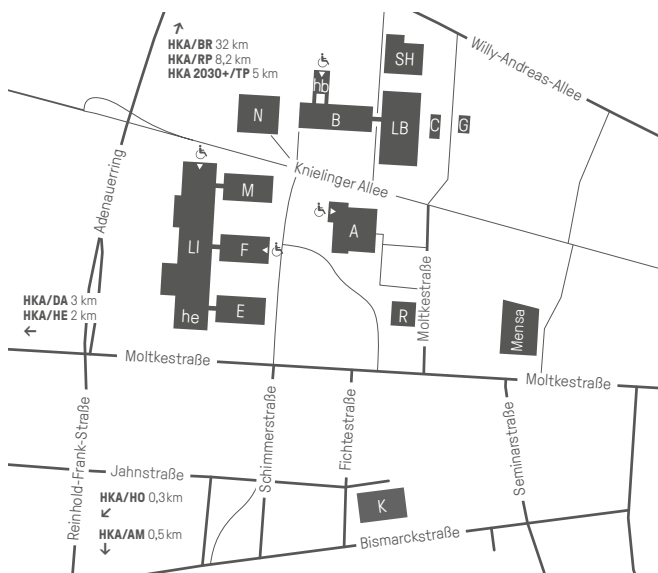 HKA/BR 32 km
HKA/RP 8,2 km
HKA 2030+/TP 5 km
Willy-Andreas-Allee
SH
hb
N
B
LB
C
G
Knielinger Allee
Adenauerring
M
A
LI
F
HKA/DA 3 km
HKA/HE 2 km
he
E
R
Moltkestraße
Mensa
Moltkestraße
Moltkestraße
Reinhold-Frank-Straße
Schimmerstraße
Fichtestraße
Seminarstraße
Jahnstraße
HKA/HO 0,3 km
K
HKA/AM 0,5 km
Bismarckstraße